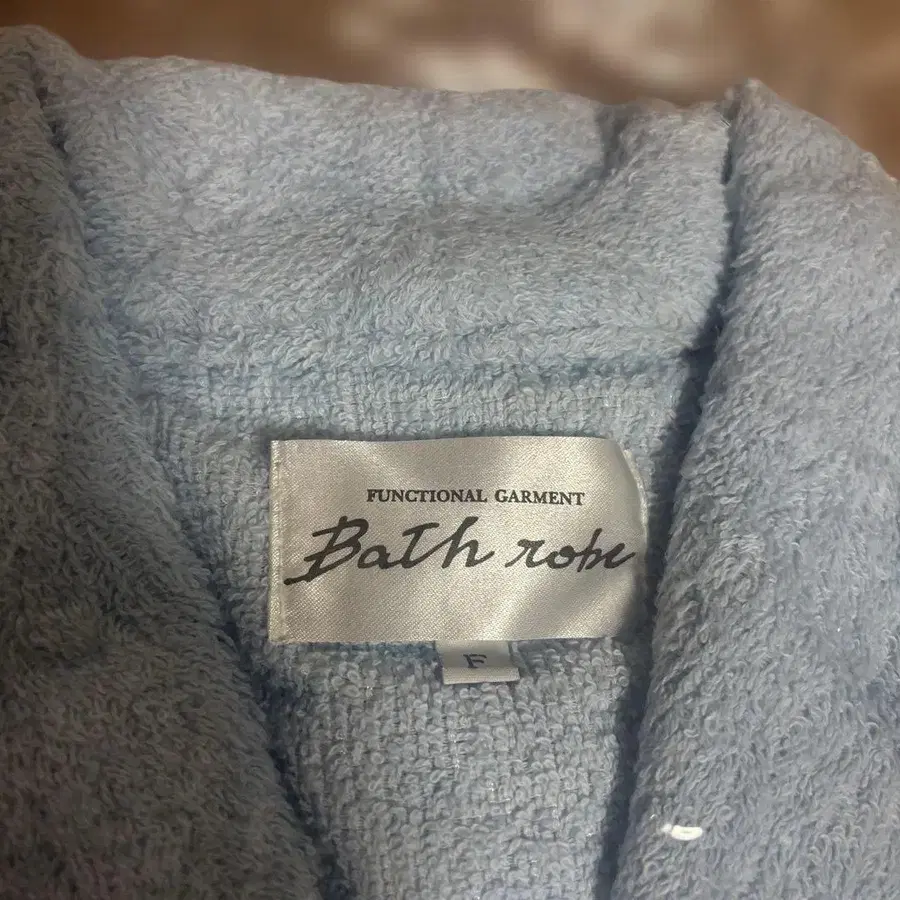 FUNCTIONAL GARMENT
Bath robe
F